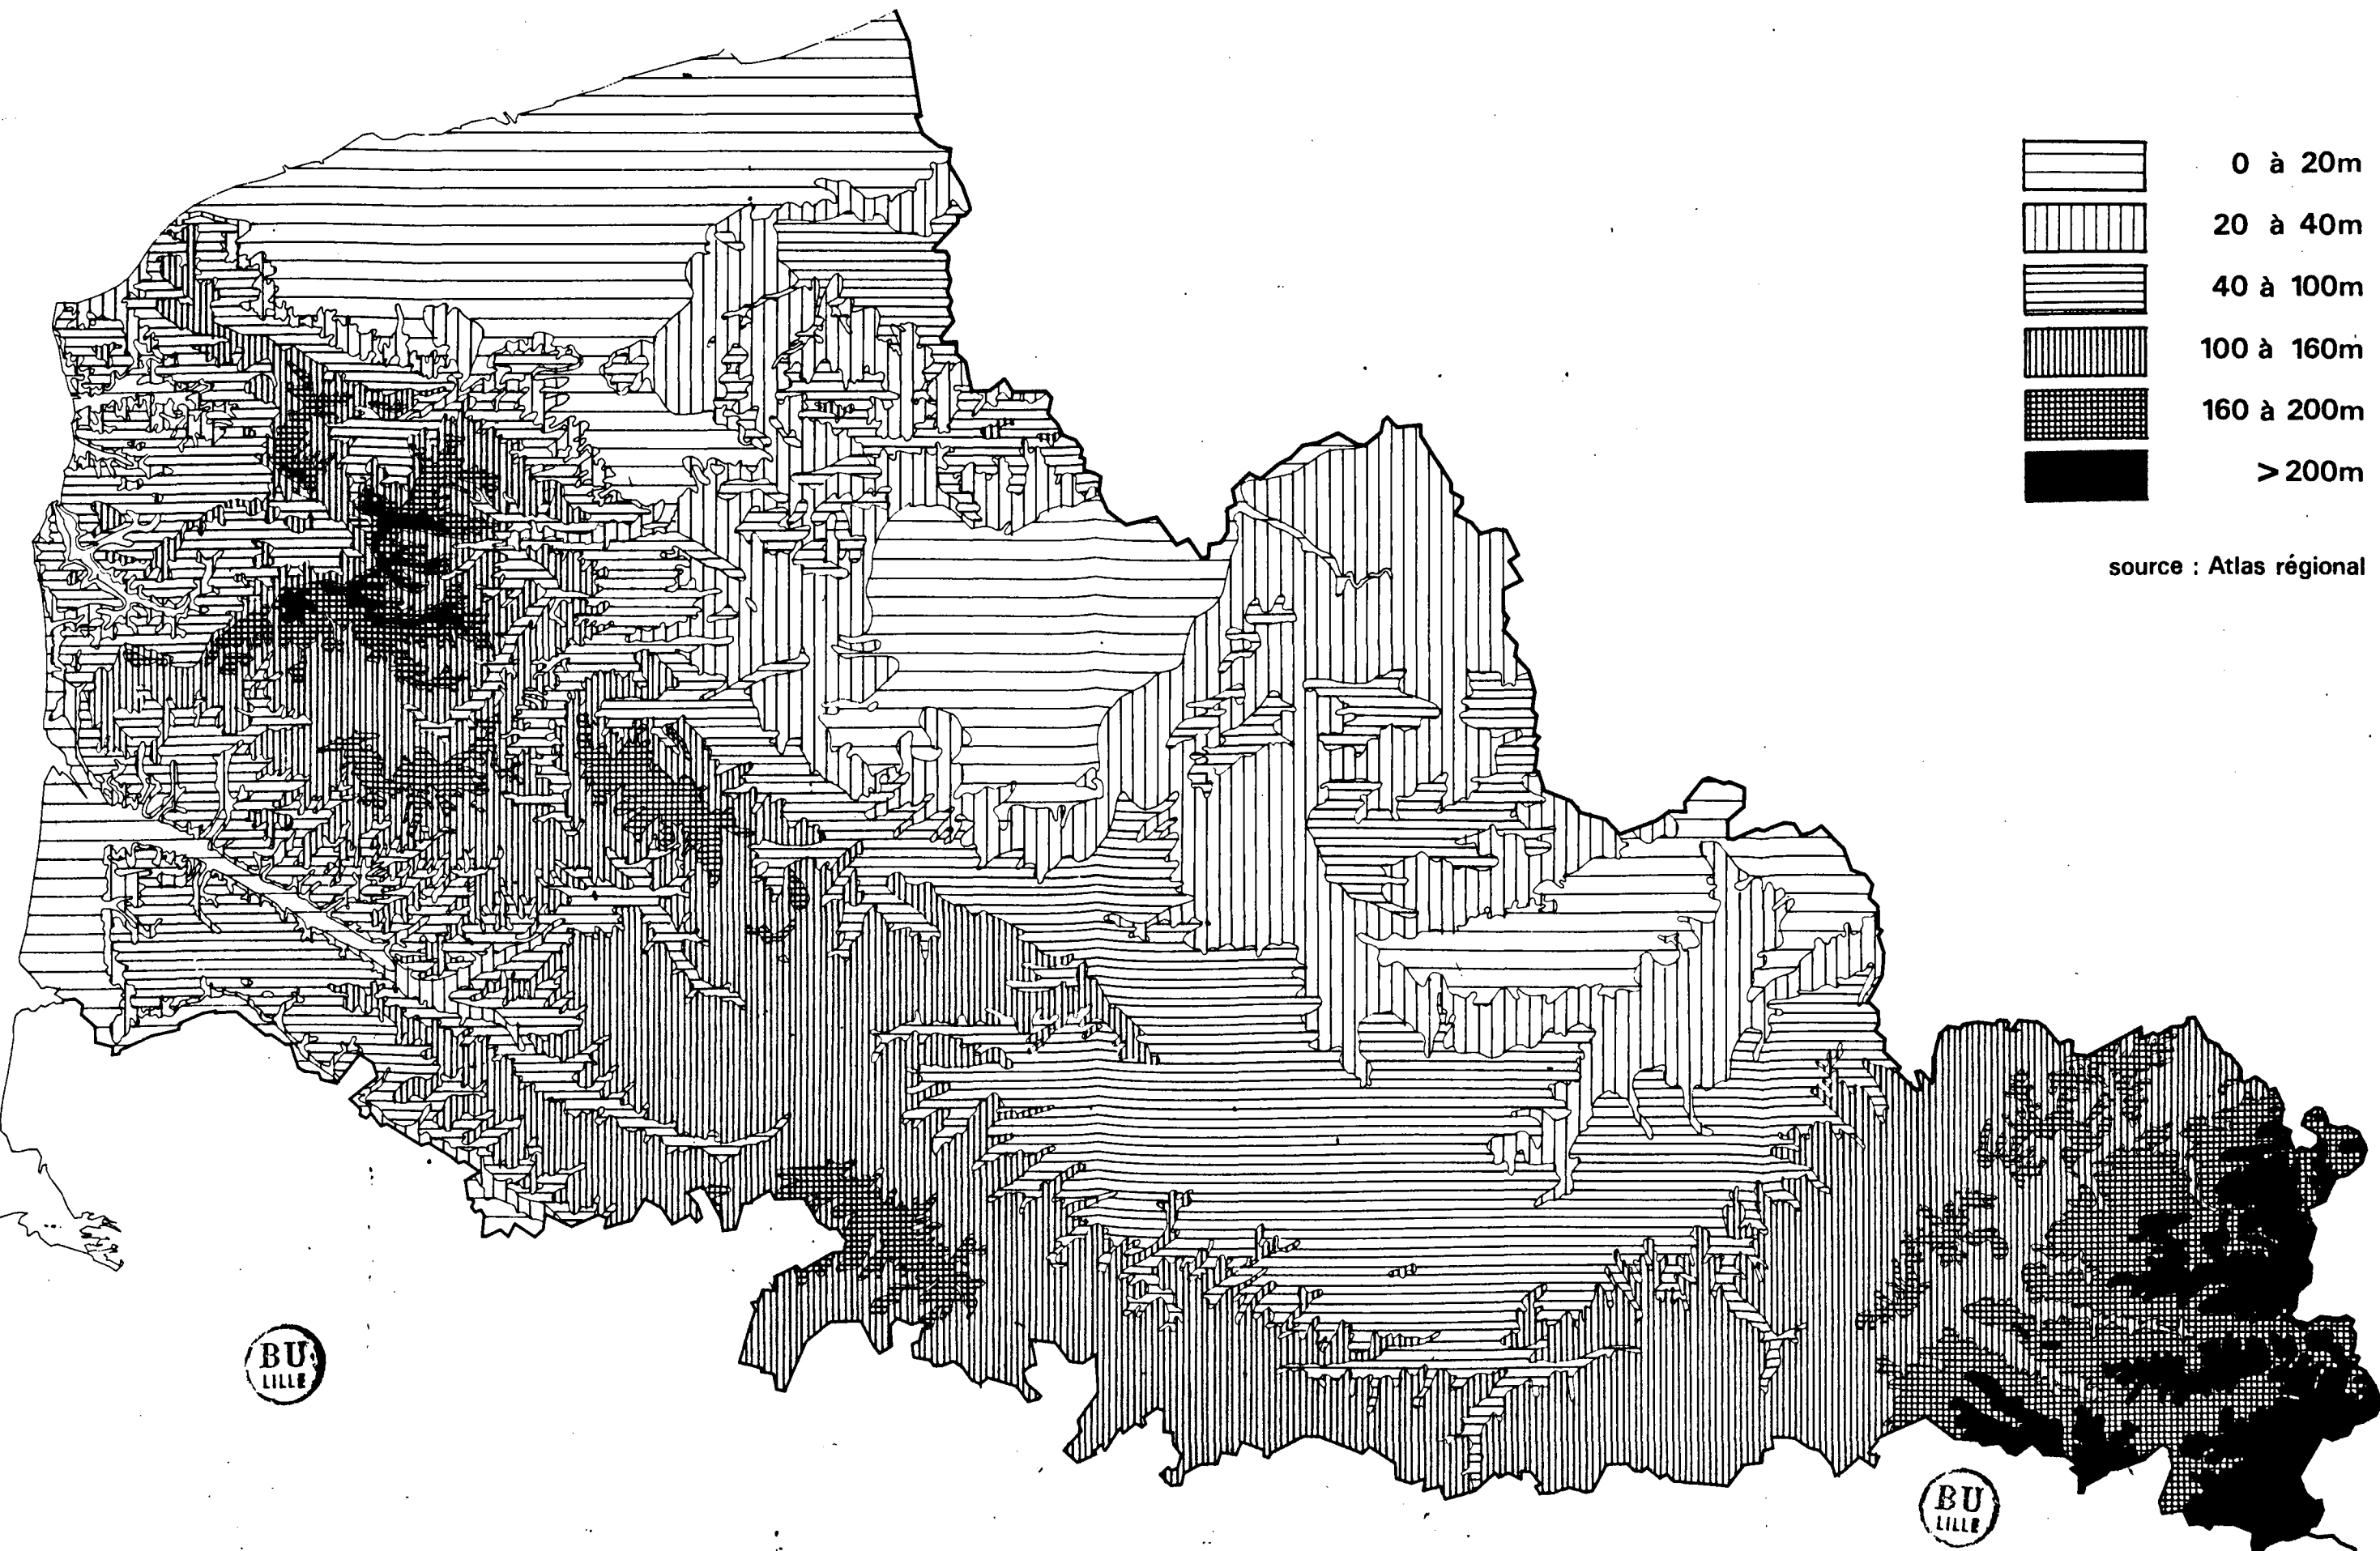 0 à 20m
20 à 40m
40 à 100m
100 à 160m
160 à 200m
>200m
source : Atlas régional
BU
LILLE
BU
LILLE